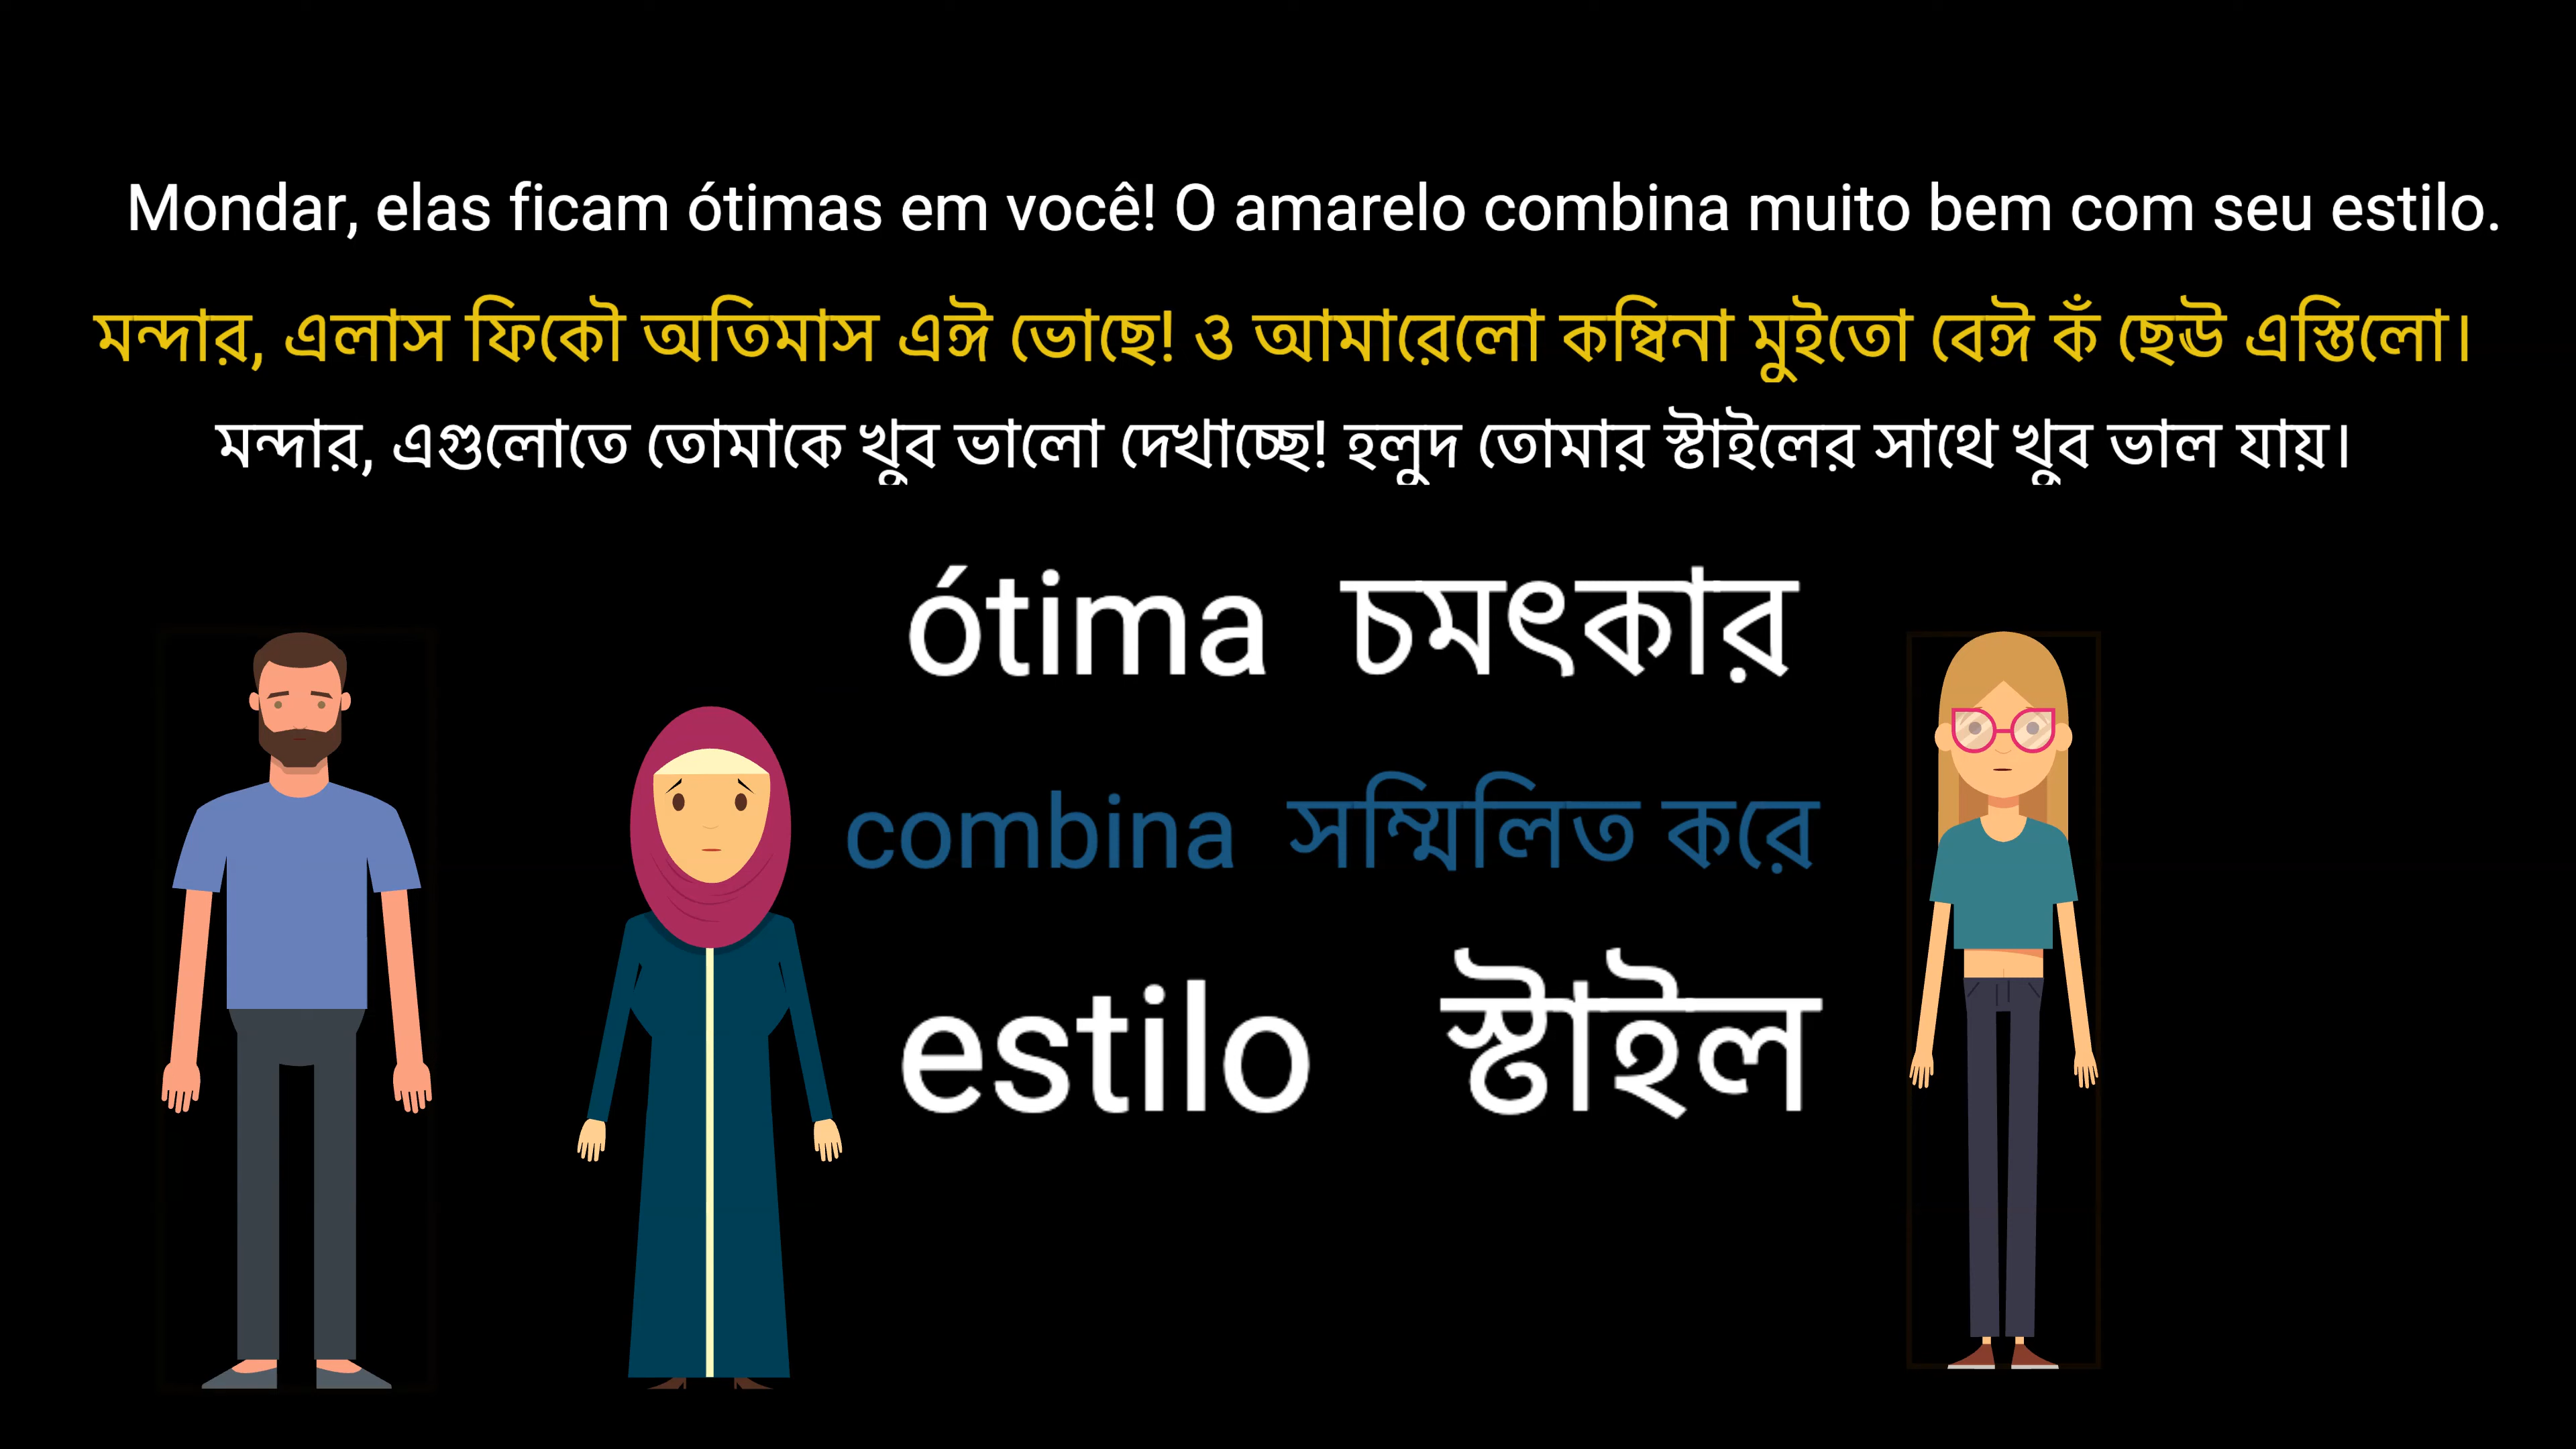 Mondar, elas ficam ótimas em você! O amarelo combina muito bem com seu estilo.
মন্দার, এলাস ফিকৌ অতিমাস এঈ ভোছে! ও আমারেলো কম্বিনা মুইতো বেঈ কঁ ছেঊ এস্তিলো।
মন্দার, এগুলোতে তোমাকে খুব ভালো দেখাচ্ছে! হলুদ তোমার স্টাইলের সাথে খুব ভাল যায়।
ótima চমৎকার
combina সম্মিলিত করে
estilo স্টাইল